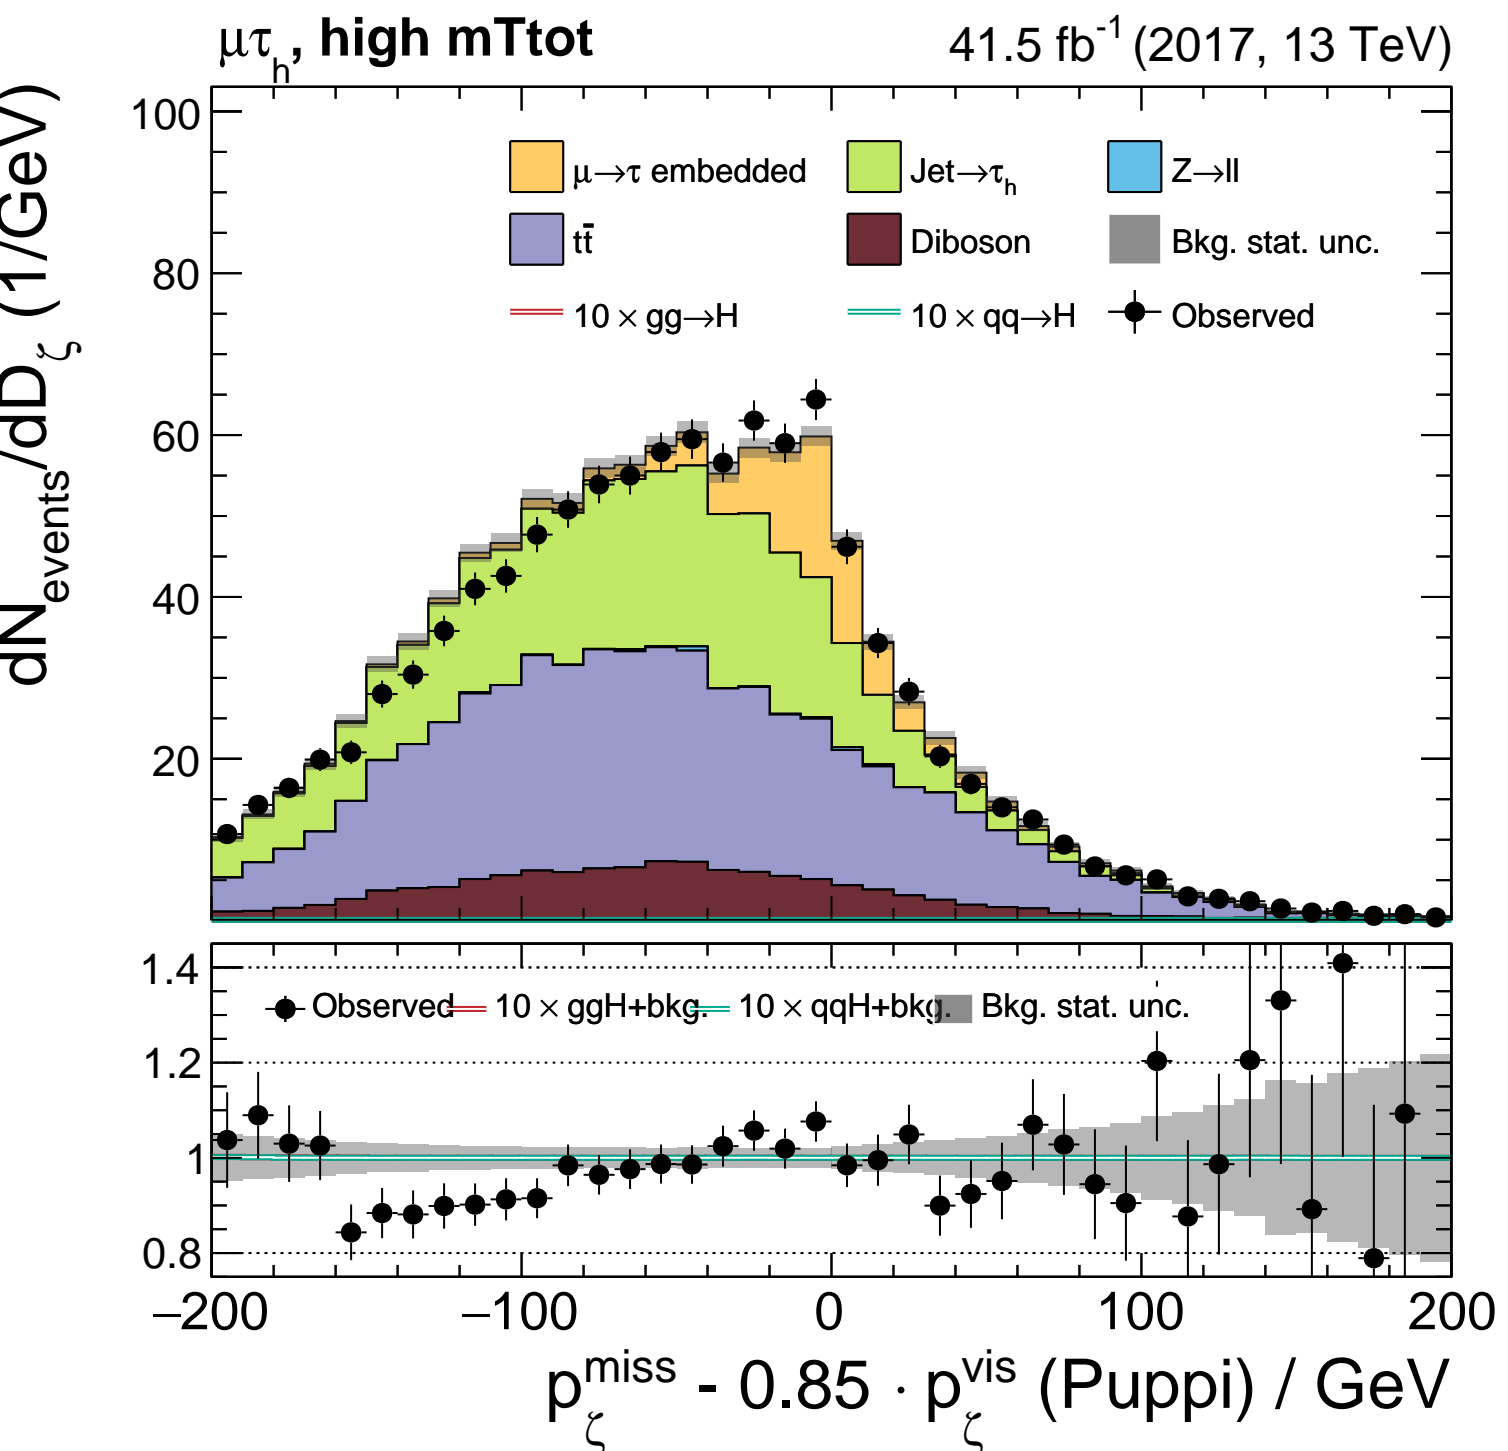 μτh, high mTtot
41.5 fb-1 (2017, 13 TeV)
dNevents/dDζ (1/GeV)
100
80
60
40
20
μ→τ embedded
Jet→τh
Z→ll
tt̄
Diboson
Bkg. stat. unc.
10 × gg→H
10 × qq→H
Observed
1.4
1.2
1
0.8
Observed
10 × ggH+bkg.
10 × qqH+bkg.
Bkg. stat. unc.
−200
−100
0
100
200
pζmiss - 0.85 · pζvis (Puppi) / GeV